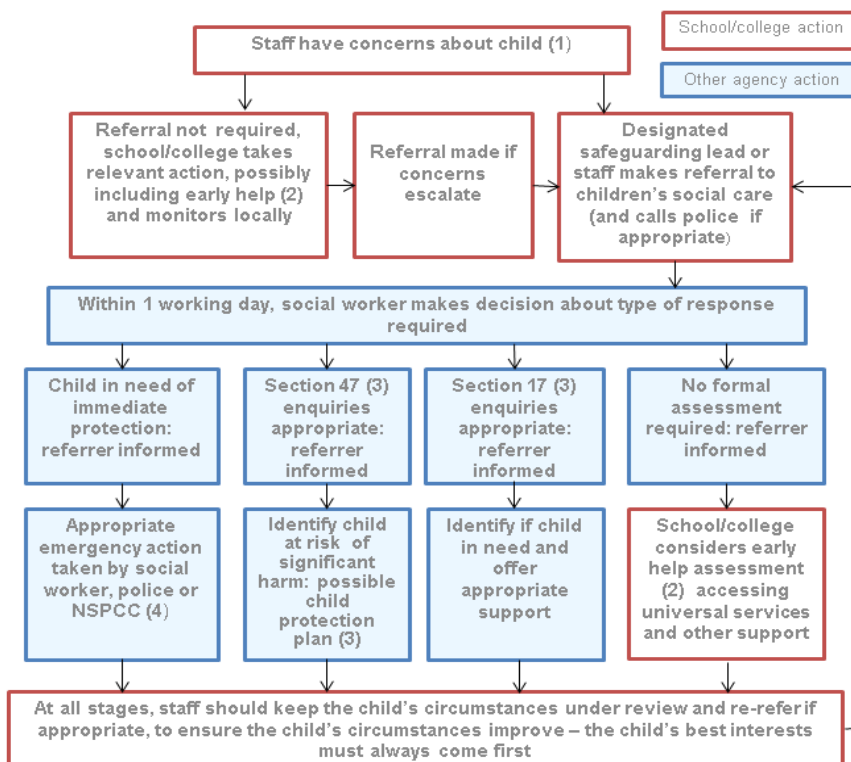 Staff have concerns about child (1)
School/college action
Other agency action
Referral not required,
school/college takes
relevant action, possibly
including early help (2)
and monitors locally
Referral made if
concerns
escalate
Designated
safeguarding lead or
staff makes referral to
children's social care
(and calls police if
appropriate)
Within 1 working day, social worker makes decision about type of response
required
Child in need of
immediate
protection:
referrer informed
Section 47 (3)
enquiries
appropriate:
referrer
informed
Section 17 (3)
enquiries
appropriate:
referrer
informed
No formal
assessment
required: referrer
informed
Appropriate
emergency action
taken by social
worker, police or
NSPCC (4)
Identify child
at risk of
significant
harm: possible
child
protection
plan (3)
Identify if child
in need and
offer
appropriate
support
School/college
considers early
help assessment
(2) accessing
universal services
and other support
At all stages, staff should keep the child's circumstances under review and re-refer if
appropriate, to ensure the child's circumstances improve – the child's best interests
must always come first